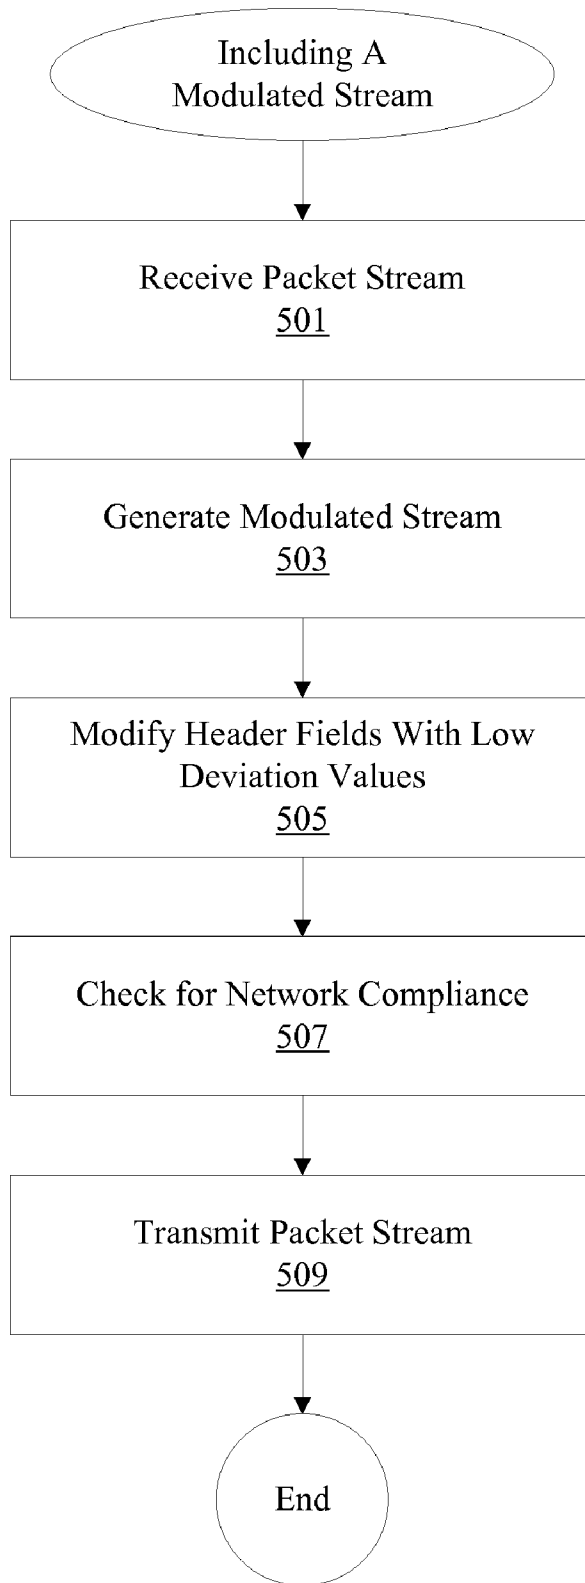 Including A
Modulated Stream
Receive Packet Stream
501
Generate Modulated Stream
503
Modify Header Fields With Low
Deviation Values
505
Check for Network Compliance
507
Transmit Packet Stream
509
End